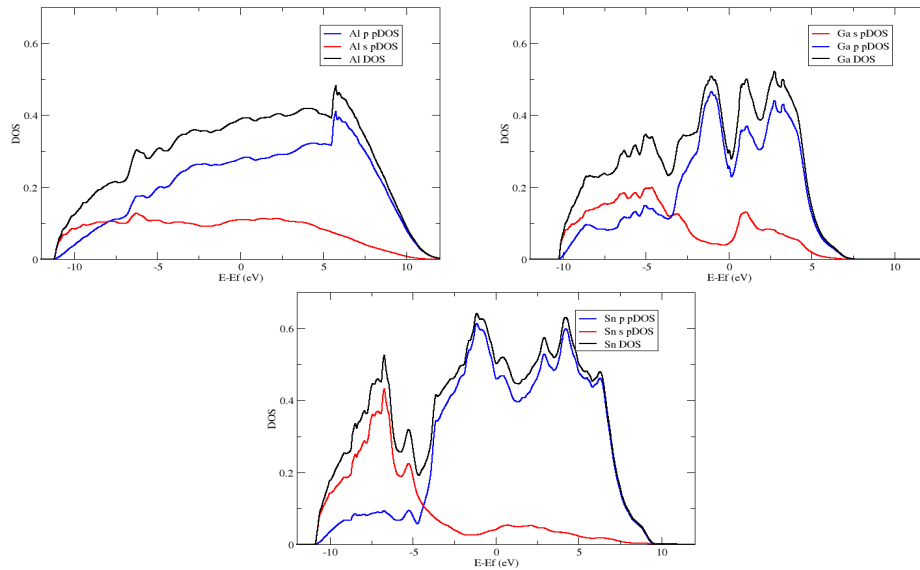 Al p pDOS
Al s pDOS
Al DOS
DOS
0.6
0.4
0.2
0
-10
-5
0
5
10
E-Ef (eV)
Ga s pDOS
Ga p pDOS
Ga DOS
DOS
0.6
0.4
0.2
0
-10
-5
0
5
10
E-Ef (eV)
Sn p pDOS
Sn s pDOS
Sn DOS
DOS
0.6
0.4
0.2
0
-10
-5
0
5
10
E-Ef (eV)